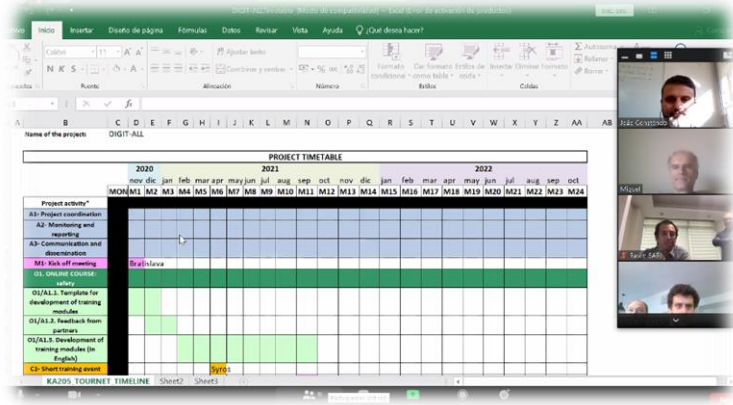 DIGIT-ALL Timetable [Modo de compatibilidad] - Excel (Error de activación de productos)
Inicio Insertar Diseño de página Fórmulas Datos Revisar Vista Ayuda ¿Qué desea hacer?
Calibri 11
Ajustar texto
Autosuma
N K S
Combinar y centrar
Rellenar
Formato condicional Dar formato como tabla Estilos de celda Insertar Eliminar Formato
Borrar
Fuente Alineación Número Estilos Celdas
fx
A B C D E F G H I J K L M N O P Q R S T U V W X Y Z AA AB
Name of the project: DIGIT-ALL
PROJECT TIMETABLE
2020 2021 2022
nov dic jan feb mar apr may jun jul aug sep oct nov dic jan feb mar apr may jun jul aug sep oct
MON M1 M2 M3 M4 M5 M6 M7 M8 M9 M10 M11 M12 M13 M14 M15 M16 M17 M18 M19 M20 M21 M22 M23 M24
Project activity*
A1- Project coordination
A2- Monitoring and
reporting
A3- Communication and
dissemination
M1- Kick off meeting Bratislava
O1. ONLINE COURSE:
safety
O1/A1.1. Template for
development of training
modules
O1/A1.2. Feedback from
partners
O1/A1.3. Development of
training modules (in
English)
C3- Short training event Syros
KA205_TOURNET_TIMELINE Sheet2 Sheet3
Miquel